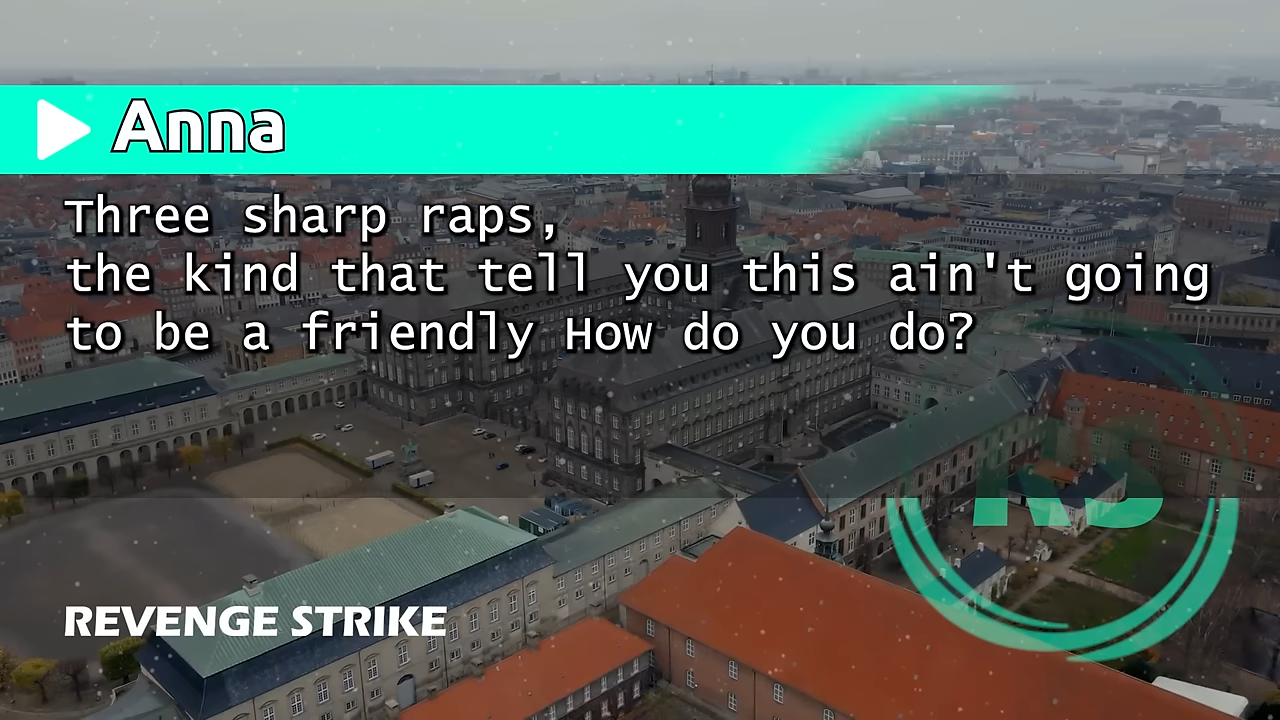 Anna
Three sharp raps,
the kind that tell you this ain't going
to be a friendly How do you do?
REVENGE STRIKE
RS